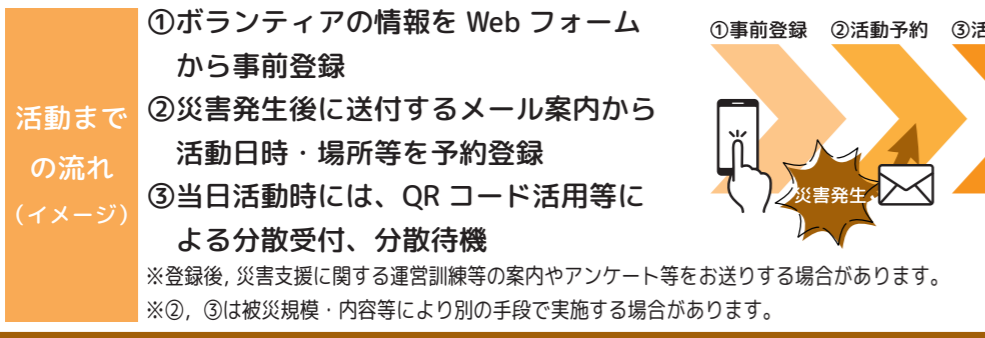 活動まで
の流れ
（イメージ）
①ボランティアの情報を Web フォーム
から事前登録
②災害発生後に送付するメール案内から
活動日時・場所等を予約登録
③当日活動時には、QR コード活用等に
よる分散受付、分散待機
※登録後, 災害支援に関する運営訓練等の案内やアンケート等をお送りする場合があります。
※②，③は被災規模・内容等により別の手段で実施する場合があります。
①事前登録 ②活動予約 ③活
災害発生